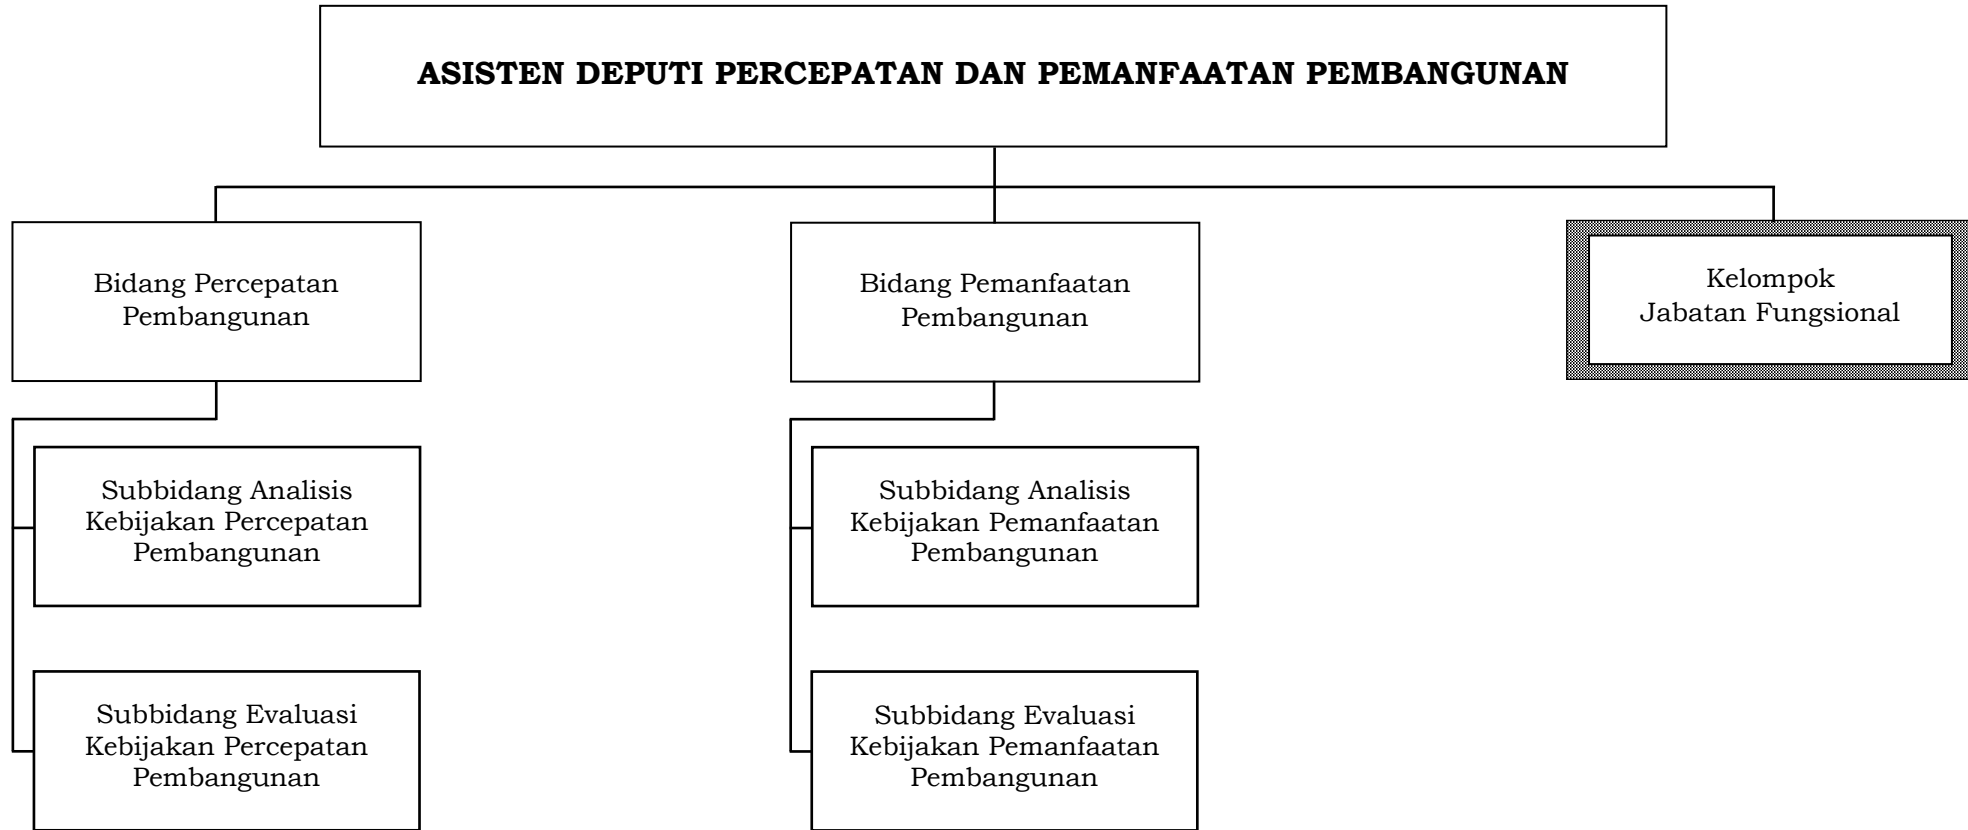 ASISTEN DEPUTI PERCEPATAN DAN PEMANFAATAN PEMBANGUNAN
Bidang Percepatan
Pembangunan
Bidang Pemanfaatan
Pembangunan
Kelompok
Jabatan Fungsional
Subbidang Analisis
Kebijakan Percepatan
Pembangunan
Subbidang Analisis
Kebijakan Pemanfaatan
Pembangunan
Subbidang Evaluasi
Kebijakan Percepatan
Pembangunan
Subbidang Evaluasi
Kebijakan Pemanfaatan
Pembangunan